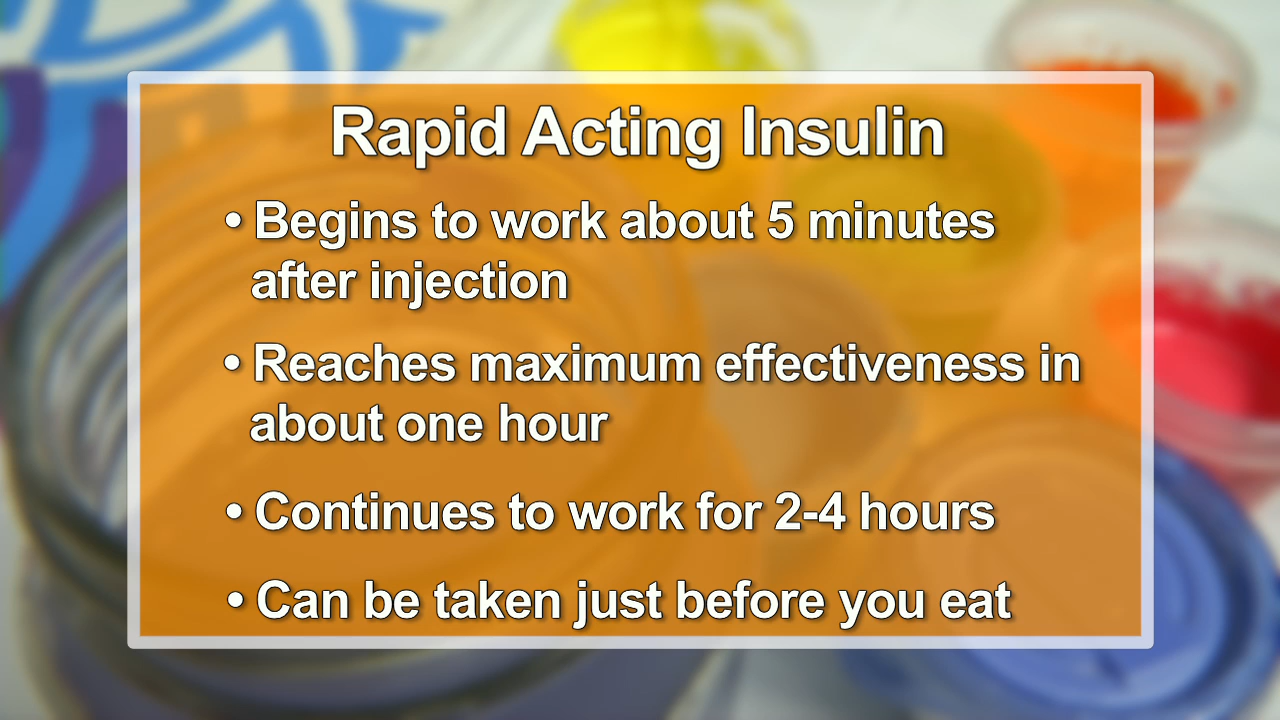 Rapid Acting Insulin
• Begins to work about 5 minutes
after injection
• Reaches maximum effectiveness in
about one hour
• Continues to work for 2-4 hours
• Can be taken just before you eat